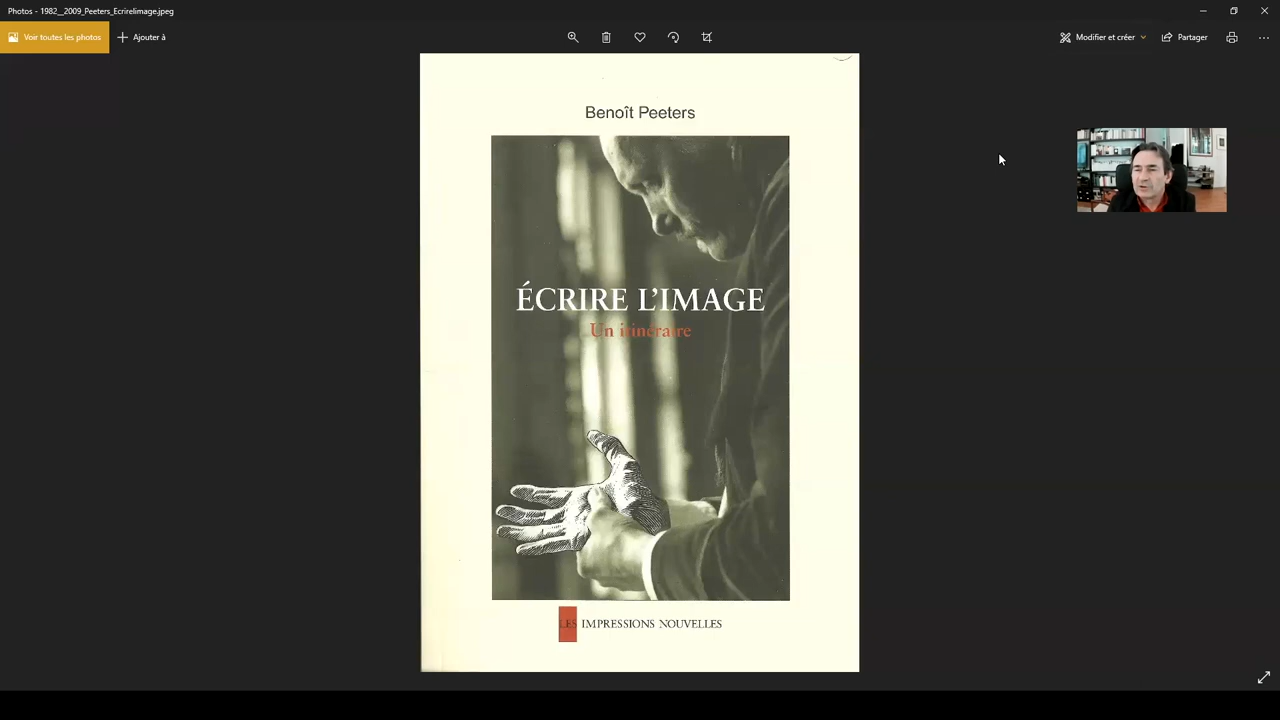 Photos - 1982__2009_Peeters_Ecrirelimage.jpeg
Voir toutes les photos
Ajouter à
Modifier et créer
Partager
Benoît Peeters
ÉCRIRE L'IMAGE
Un itinéraire
LES IMPRESSIONS NOUVELLES